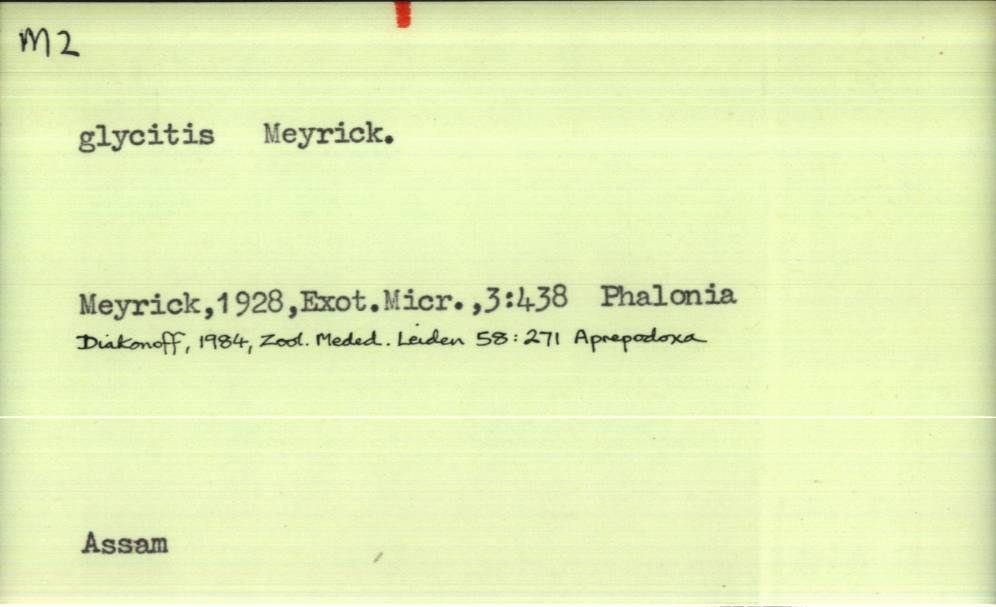 M2
glycitis Meyrick.
Meyrick,1928,Exot.Micr.,3:438 Phalonia
Diakonoff, 1984, Zool. Meded. Leiden 58:271 Aprepodoxa
Assam